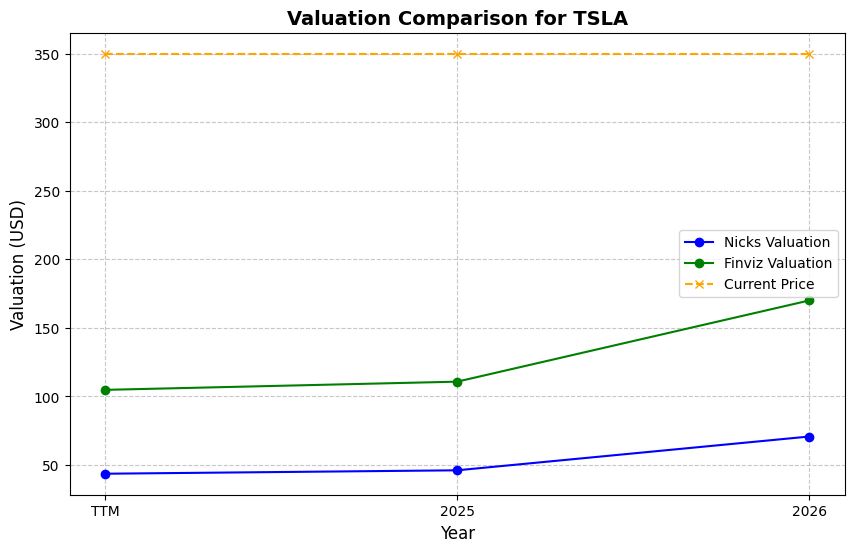 Valuation Comparison for TSLA
Valuation (USD)
350
300
250
200
150
100
50
Nicks Valuation
Finviz Valuation
Current Price
TTM
2025
2026
Year